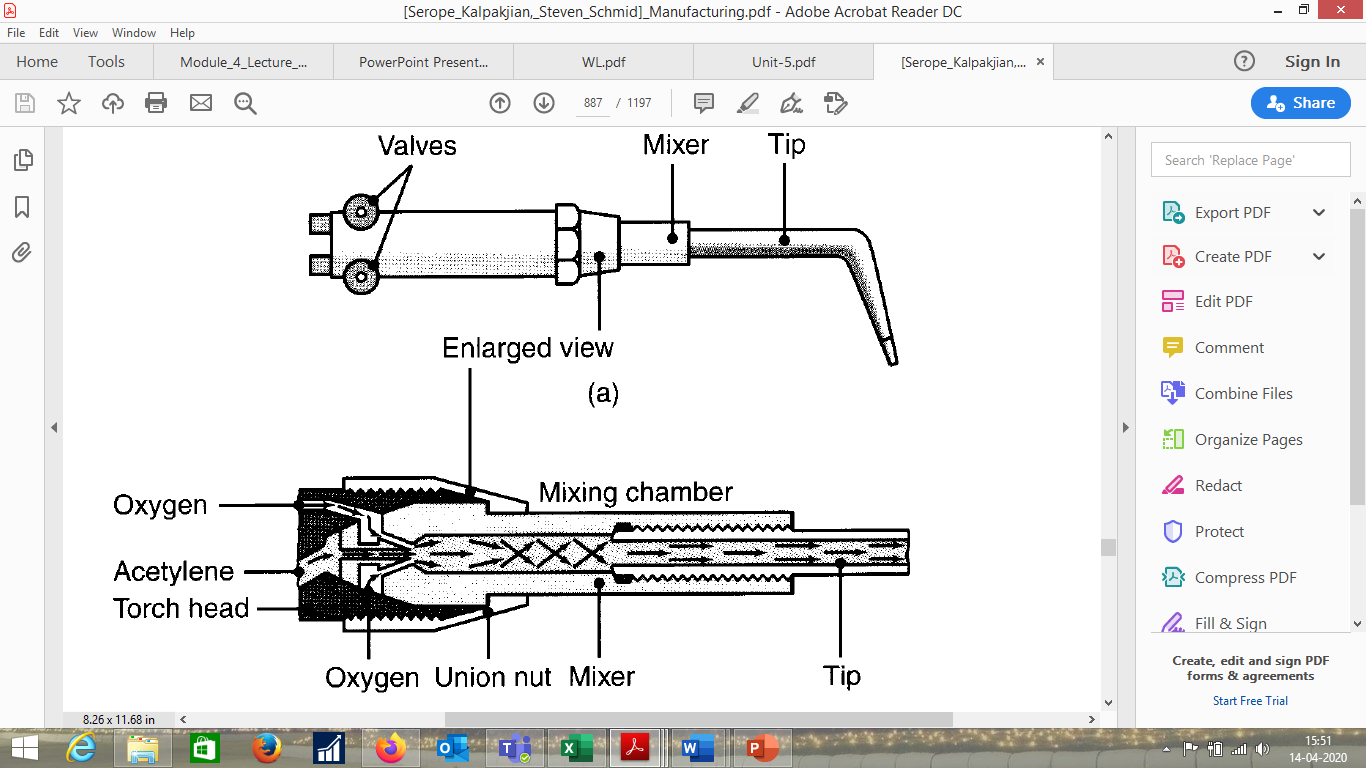 [Serope_Kalpakjian,_Steven_Schmid]_Manufacturing.pdf - Adobe Acrobat Reader DC
File Edit View Window Help
Home Tools Module_4_Lecture_... PowerPoint Present... WL.pdf Unit-5.pdf [Serope_Kalpakjian,... × Sign In
887 / 1197 Share
Valves Mixer Tip
Enlarged view
(a)
Oxygen Mixing chamber
Acetylene
Torch head
Oxygen Union nut Mixer Tip
8.26 x 11.68 in
Search 'Replace Page'
Export PDF
Create PDF
Edit PDF
Comment
Combine Files
Organize Pages
Redact
Protect
Compress PDF
Fill & Sign
Create, edit and sign PDF
forms & agreements
Start Free Trial
15:51
14-04-2020